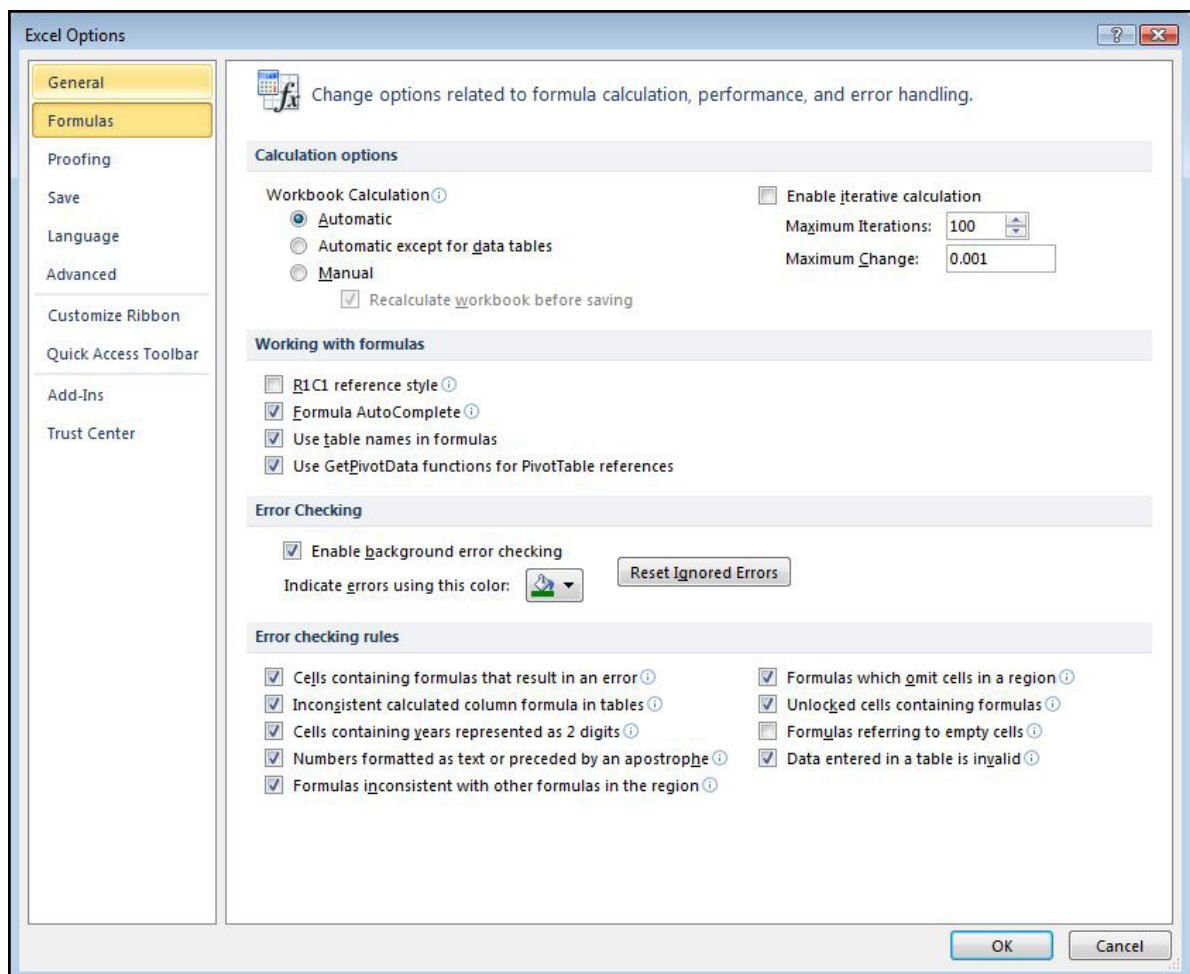 Excel Options
General
Formulas
Proofing
Save
Language
Advanced
Customize Ribbon
Quick Access Toolbar
Add-Ins
Trust Center
fx Change options related to formula calculation, performance, and error handling.
Calculation options
Workbook Calculation
Automatic
Automatic except for data tables
Manual
Recalculate workbook before saving
Enable iterative calculation
Maximum Iterations: 100
Maximum Change: 0.001
Working with formulas
R1C1 reference style
Formula AutoComplete
Use table names in formulas
Use GetPivotData functions for PivotTable references
Error Checking
Enable background error checking
Indicate errors using this color:
Reset Ignored Errors
Error checking rules
Cells containing formulas that result in an error
Inconsistent calculated column formula in tables
Cells containing years represented as 2 digits
Numbers formatted as text or preceded by an apostrophe
Formulas inconsistent with other formulas in the region
Formulas which omit cells in a region
Unlocked cells containing formulas
Formulas referring to empty cells
Data entered in a table is invalid
OK
Cancel